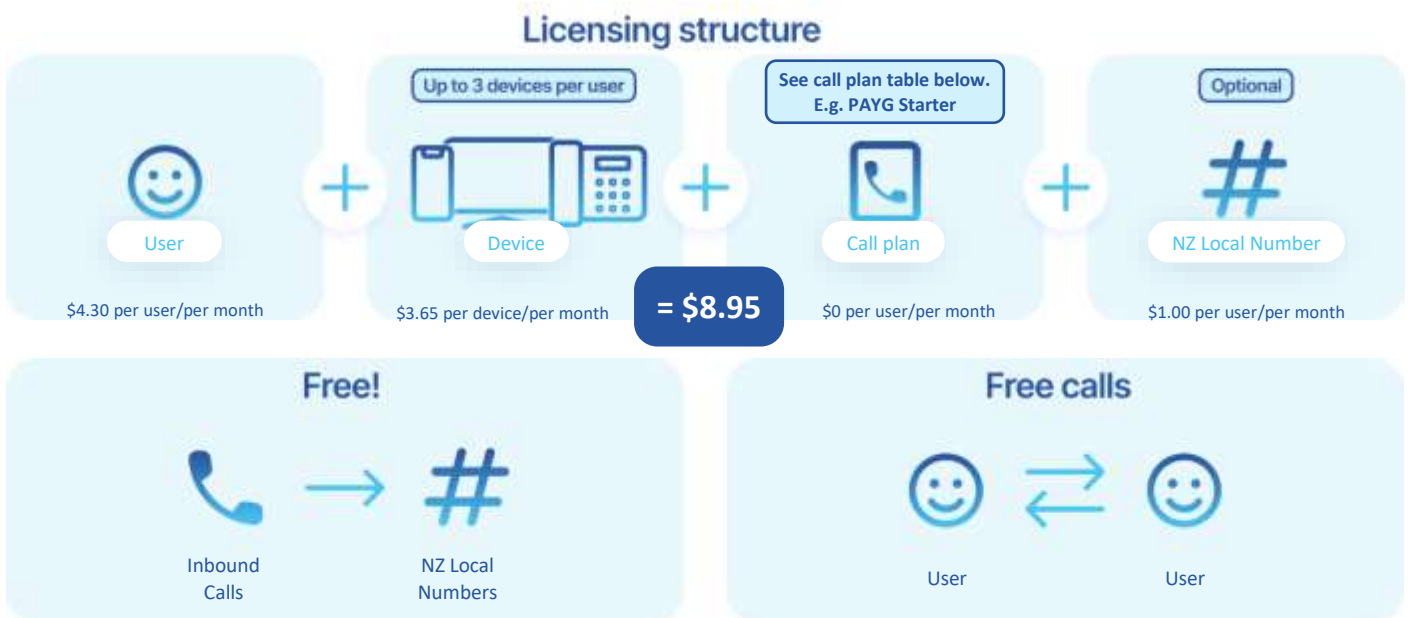 Licensing structure
Up to 3 devices per user
See call plan table below.
E.g. PAYG Starter
Optional
User
Device
Call plan
NZ Local Number
$4.30 per user/per month
$3.65 per device/per month
= $8.95
$0 per user/per month
$1.00 per user/per month
Free!
Inbound
Calls
NZ Local
Numbers
Free calls
User
User